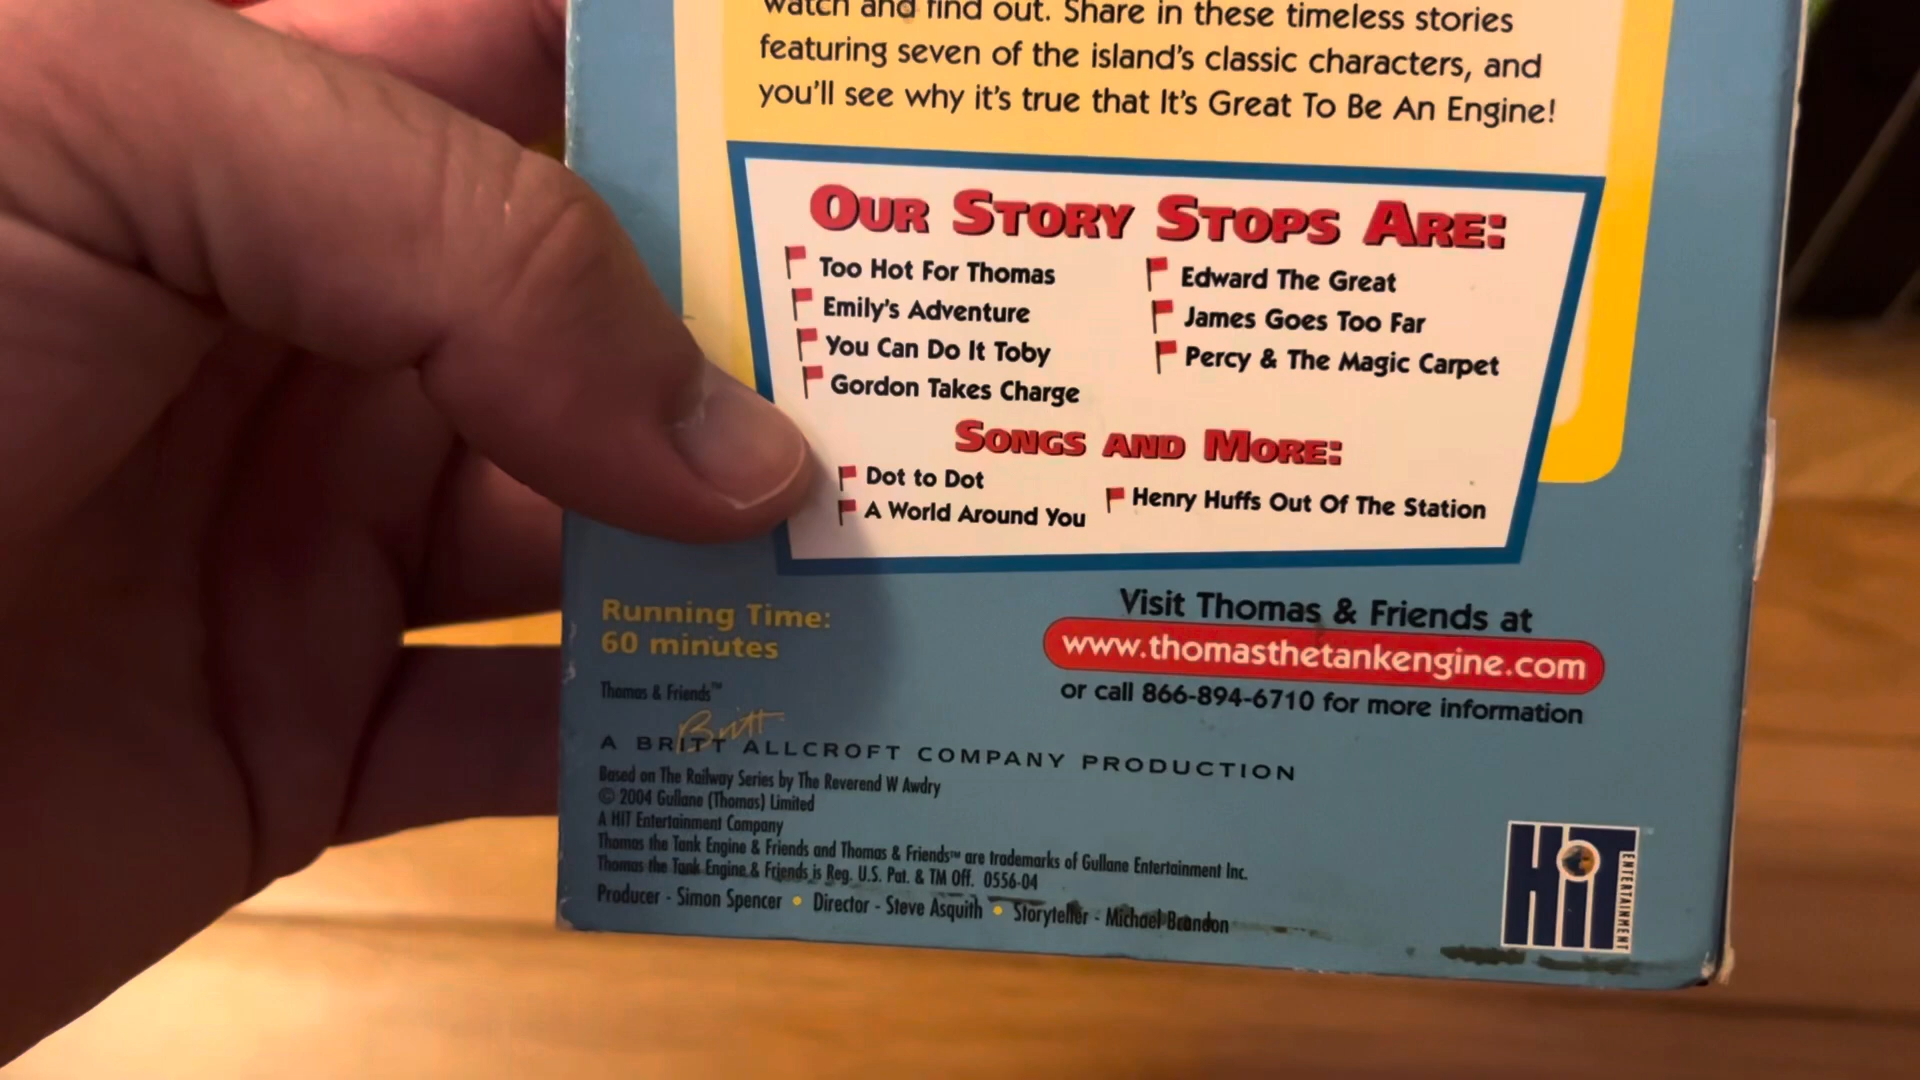 watch and find out. Share in these timeless stories
featuring seven of the island's classic characters, and
you'll see why it's true that It's Great To Be An Engine!
OUR STORY STOPS ARE:
Too Hot For Thomas
Emily's Adventure
You Can Do It Toby
Gordon Takes Charge
Edward The Great
James Goes Too Far
Percy & The Magic Carpet
SONGS AND MORE:
Dot to Dot
A World Around You
Henry Huffs Out Of The Station
Running Time:
60 minutes
Visit Thomas & Friends at
www.thomasthetankengine.com
or call 866-894-6710 for more information
Thomas & Friends™
Britt
A BRITT ALLCROFT COMPANY PRODUCTION
Based on The Railway Series by The Reverend W Awdry
© 2004 Gullane (Thomas) Limited
A HIT Entertainment Company
Thomas the Tank Engine & Friends and Thomas & Friends™ are trademarks of Gullane Entertainment Inc.
Thomas the Tank Engine & Friends is Reg. U.S. Pat. & TM Off. 0556-04
Producer - Simon Spencer • Director - Steve Asquith • Storyteller - Michael Brandon
HiT
ENTERTAINMENT